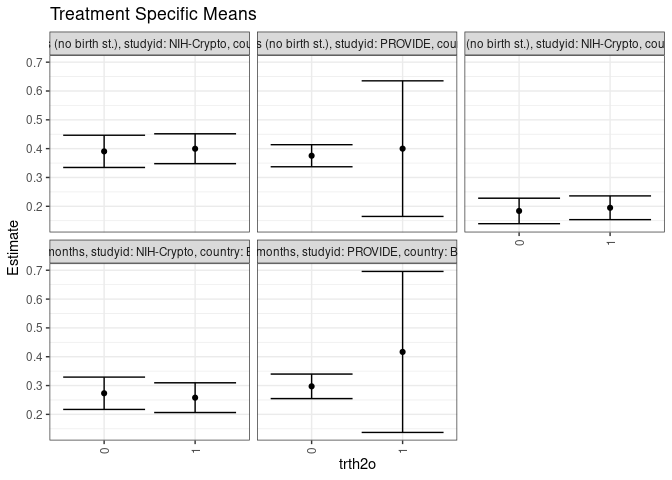 Treatment Specific Means
(no birth st.), studyid: NIH-Crypto,
(no birth st.), studyid: PROVIDE,
(no birth st.), studyid: NIH-Crypto,
0.7
0.6
0.5
0.4
0.3
0.2
0
1
months, studyid: NIH-Crypto, country:
months, studyid: PROVIDE, country:
0.7
0.6
0.5
0.4
0.3
0.2
0
1
0
1
Estimate
trth2o